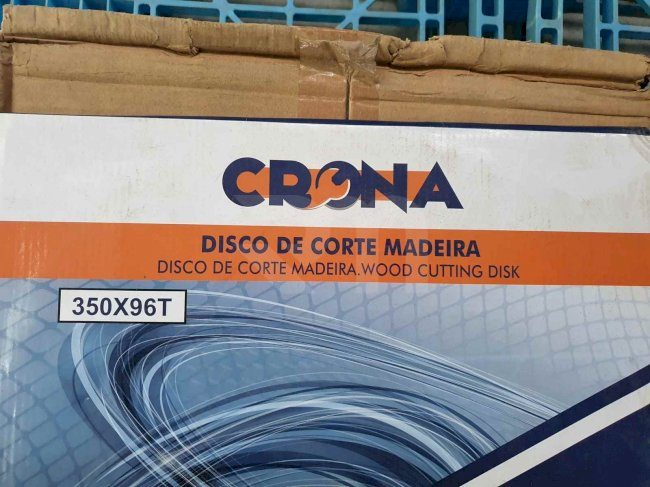 CRONA
DISCO DE CORTE MADEIRA
DISCO DE CORTE MADEIRA.WOOD CUTTING DISK
350X96T